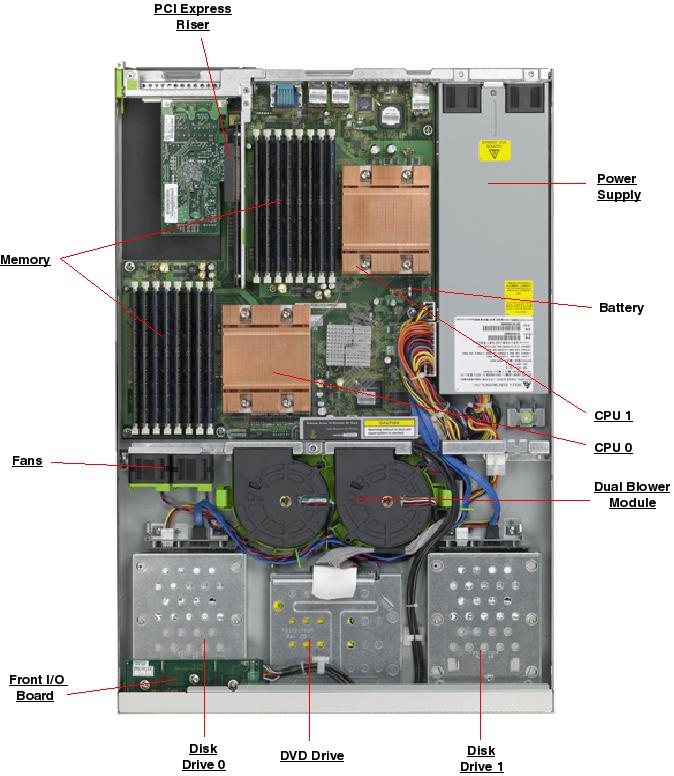 PCI Express
Riser
Power
Supply
Memory
Battery
CPU 1
CPU 0
Fans
Dual Blower
Module
CAUTION
Front I/O
Board
Disk
Drive 0
DVD Drive
Disk
Drive 1